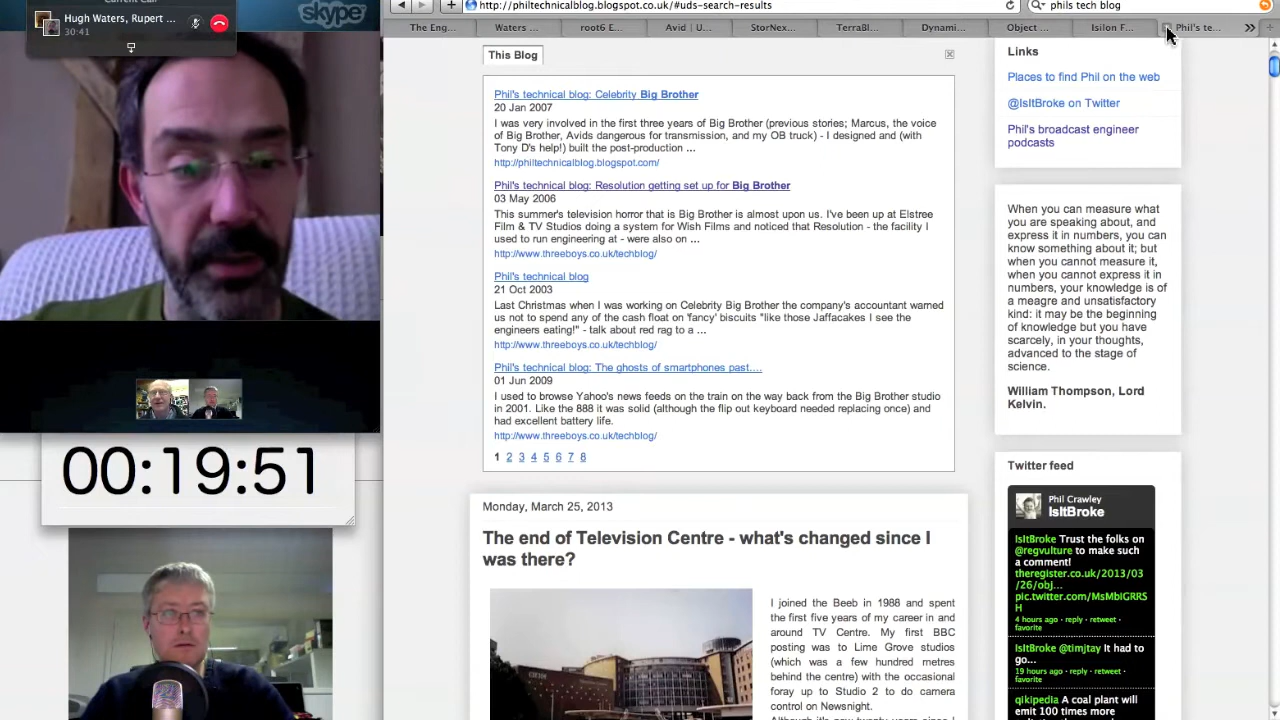 Current Call
Hugh Waters, Rupert ...
30:41
skype
http://philtechnicalblog.blogspot.co.uk/#uds-search-results
phils tech blog
The Eng...
Waters ...
root6 E...
Avid | U...
StorNex...
TerraBl...
Dynami...
Object ...
Isilon F...
Phil's te...
This Blog
Phil's technical blog: Celebrity Big Brother
20 Jan 2007
I was very involved in the first three years of Big Brother (previous stories; Marcus, the voice
of Big Brother, Avids dangerous for transmission, and my OB truck) - I designed and (with
Tony D's help!) built the post-production ...
http://philtechnicalblog.blogspot.com/
Phil's technical blog: Resolution getting set up for Big Brother
03 May 2006
This summer's television horror that is Big Brother is almost upon us. I've been up at Elstree
Film & TV Studios doing a system for Wish Films and noticed that Resolution - the facility I
used to run engineering at - were also on ...
http://www.threeboys.co.uk/techblog/
Phil's technical blog
21 Oct 2003
Last Christmas when I was working on Celebrity Big Brother the company's accountant warned
us not to spend any of the cash float on 'fancy' biscuits "like those Jaffacakes I see the
engineers eating!" - talk about red rag to a ...
http://www.threeboys.co.uk/techblog/
Phil's technical blog: The ghosts of smartphones past....
01 Jun 2009
I used to browse Yahoo's news feeds on the train on the way back from the Big Brother studio
in 2001. Like the 888 it was solid (although the flip out keyboard needed replacing once) and
had excellent battery life.
http://www.threeboys.co.uk/techblog/
1 2 3 4 5 6 7 8
Monday, March 25, 2013
The end of Television Centre - what's changed since I
was there?
I joined the Beeb in 1988 and spent
the first five years of my career in and
around TV Centre. My first BBC
posting was to Lime Grove studios
(which was a few hundred metres
behind the centre) with the occasional
foray up to Studio 2 to do camera
control on Newsnight.
Links
Places to find Phil on the web
@IsItBroke on Twitter
Phil's broadcast engineer
podcasts
When you can measure what
you are speaking about, and
express it in numbers, you can
know something about it; but
when you cannot measure it,
when you cannot express it in
numbers, your knowledge is of
a meagre and unsatisfactory
kind: it may be the beginning
of knowledge but you have
scarcely, in your thoughts,
advanced to the stage of
science.
William Thompson, Lord
Kelvin.
Twitter feed
Phil Crawley
IsItBroke
IsItBroke Trust the folks on
@regvulture to make such
a comment!
theregister.co.uk/2013/03
/26/obj...
pic.twitter.com/MsMblGRRS
H
4 hours ago · reply · retweet ·
favorite
IsItBroke @timjtay It had to
go...
19 hours ago · reply · retweet ·
favorite
qikipedia A coal plant will
emit 100 times more
00:19:51